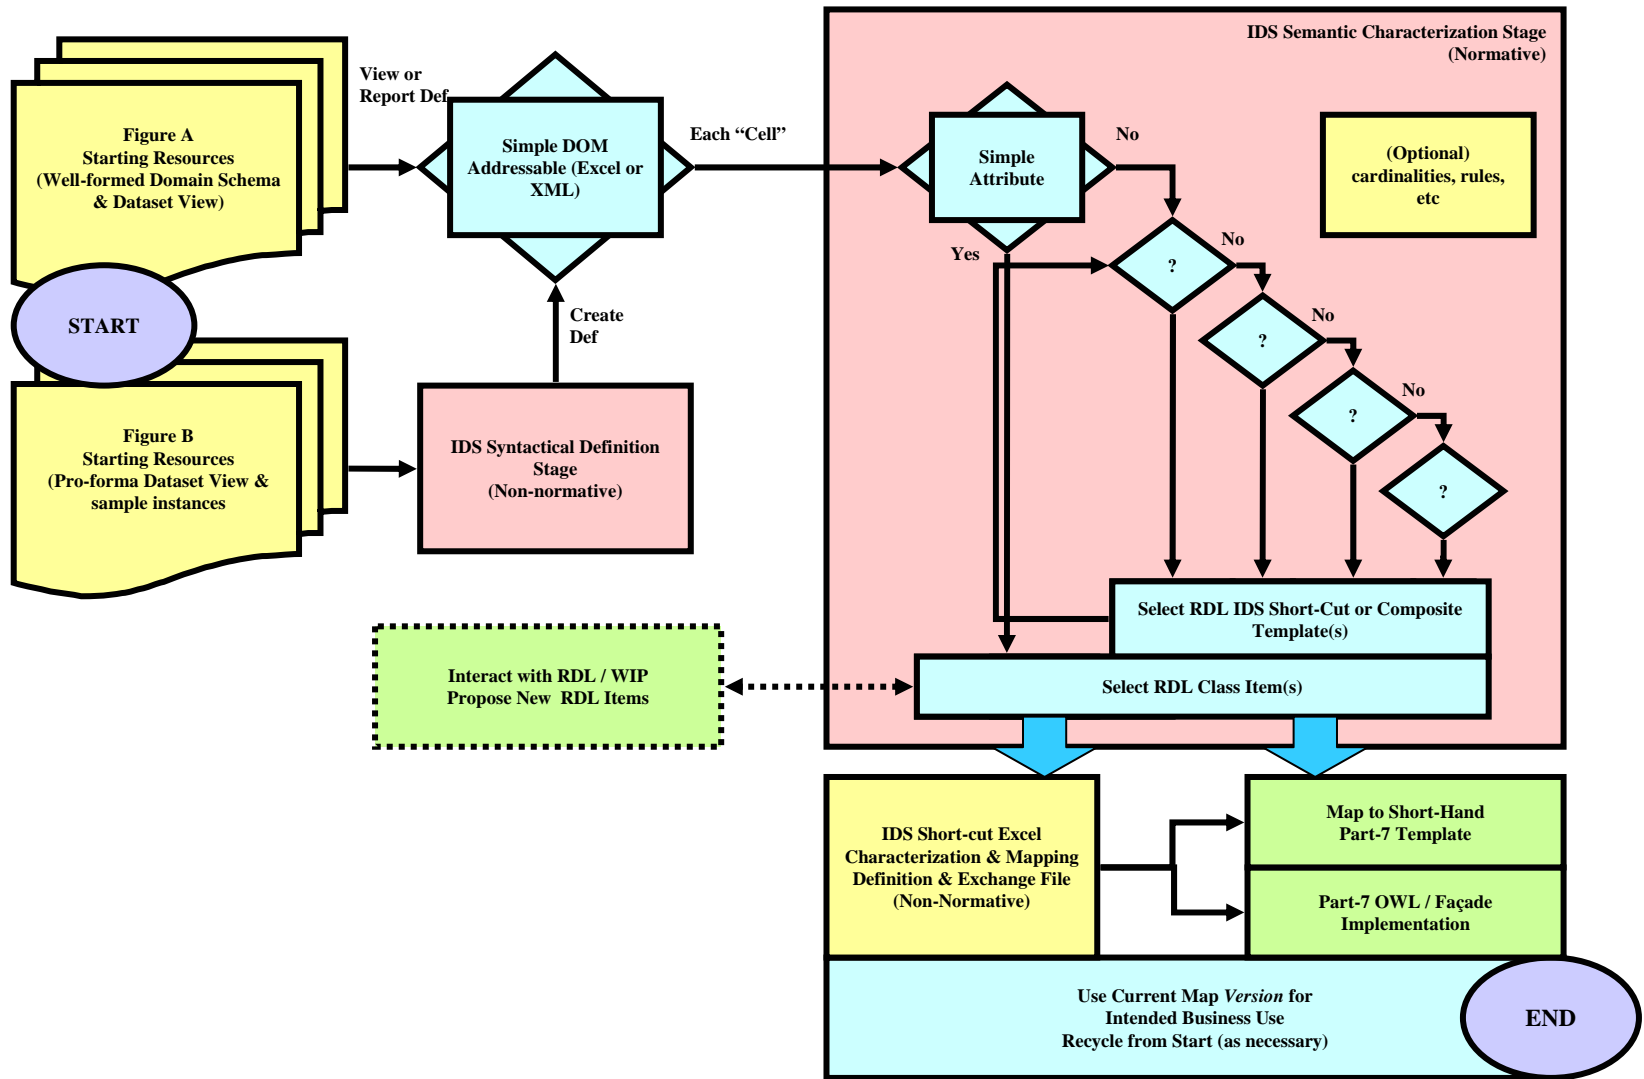 IDS Semantic Characterization Stage
(Normative)
View or
Report Def
Figure A
Starting Resources
(Well-formed Domain Schema
& Dataset View)
Simple DOM
Addressable (Excel or
XML)
Each “Cell”
Simple
Attribute
No
(Optional)
cardinalities, rules,
etc
Yes
?
No
?
No
?
No
?
START
Create
Def
Figure B
Starting Resources
(Pro-forma Dataset View &
sample instances
IDS Syntactical Definition
Stage
(Non-normative)
Select RDL IDS Short-Cut or Composite
Template(s)
Interact with RDL / WIP
Propose New RDL Items
Select RDL Class Item(s)
IDS Short-cut Excel
Characterization & Mapping
Definition & Exchange File
(Non-Normative)
Map to Short-Hand
Part-7 Template
Part-7 OWL / Façade
Implementation
Use Current Map Version for
Intended Business Use
Recycle from Start (as necessary)
END